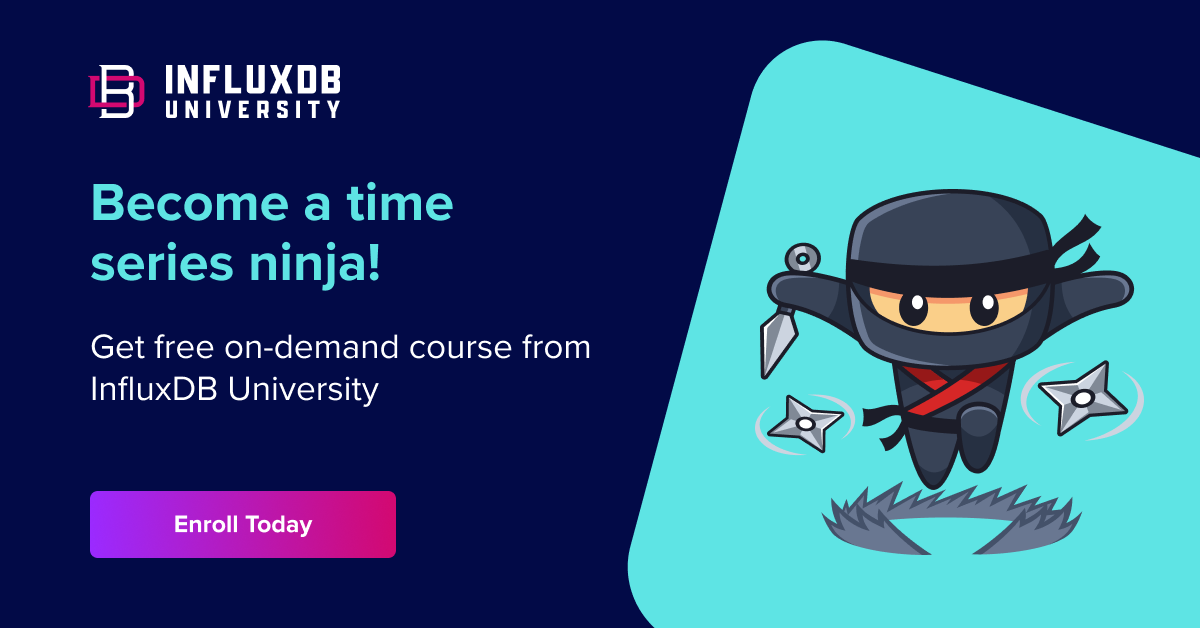 INFLUXDB
UNIVERSITY
Become a time
series ninja!
Get free on-demand course from
InfluxDB University
Enroll Today